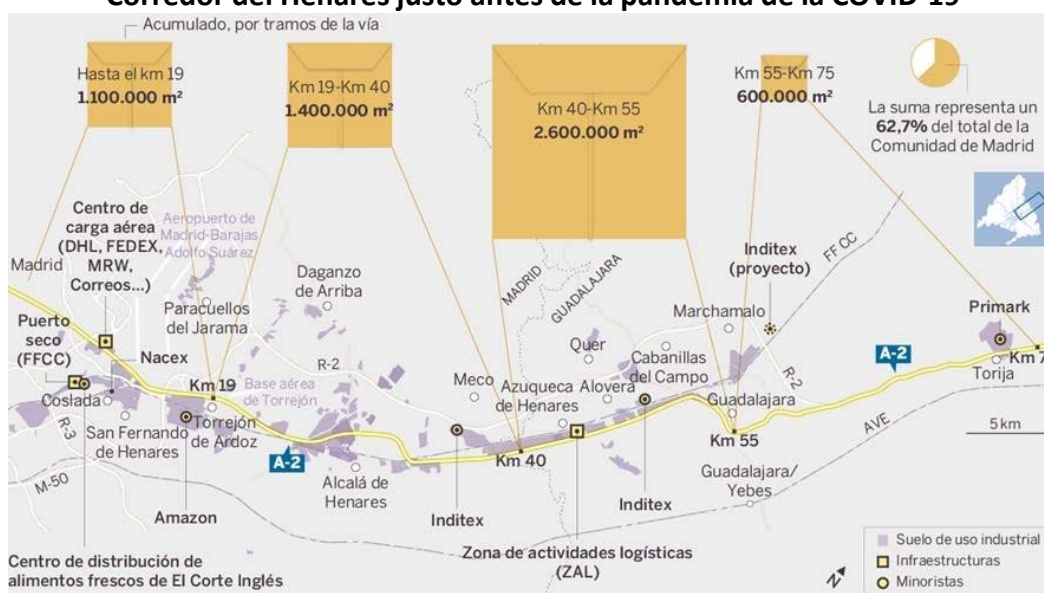 Corredor del Henares justo antes de la pandemia de la COVID-19
Acumulado, por tramos de la vía
Hasta el km 19
1.100.000 m²
Km 19-Km 40
1.400.000 m²
Km 40-Km 55
2.600.000 m²
Km 55-Km 75
600.000 m²
La suma representa un
62,7% del total de la
Comunidad de Madrid
Centro de
carga aérea
(DHL, FEDEX,
MRW,
Correos...)
Aeropuerto de
Madrid-Barajas
Adolfo Suárez
Madrid
Paracuellos
del Jarama
Daganzo
de Arriba
MADRID
GUADALAJARA
Inditex
(proyecto)
FF CC
Marchamalo
Primark
Puerto
seco
(FFCC)
Nacex
Km 19
Base aérea
de Torrejón
R-2
Meco
Quer
Cabanillas
del Campo
R-2
A-2
Km 7
Torija
Coslada
R-3
San Fernando
de Henares
Torrejón
de Ardoz
A-2
Azuqueca
de Henares
Alovera
Guadalajara
Km 40
Km 55
AVE
5 km
M-50
Amazon
Alcalá de
Henares
Inditex
Inditex
Guadalajara/
Yebes
Zona de actividades logísticas
(ZAL)
Centro de distribución de
alimentos frescos de El Corte Inglés
Suelo de uso industrial
Infraestructuras
Minoristas
N